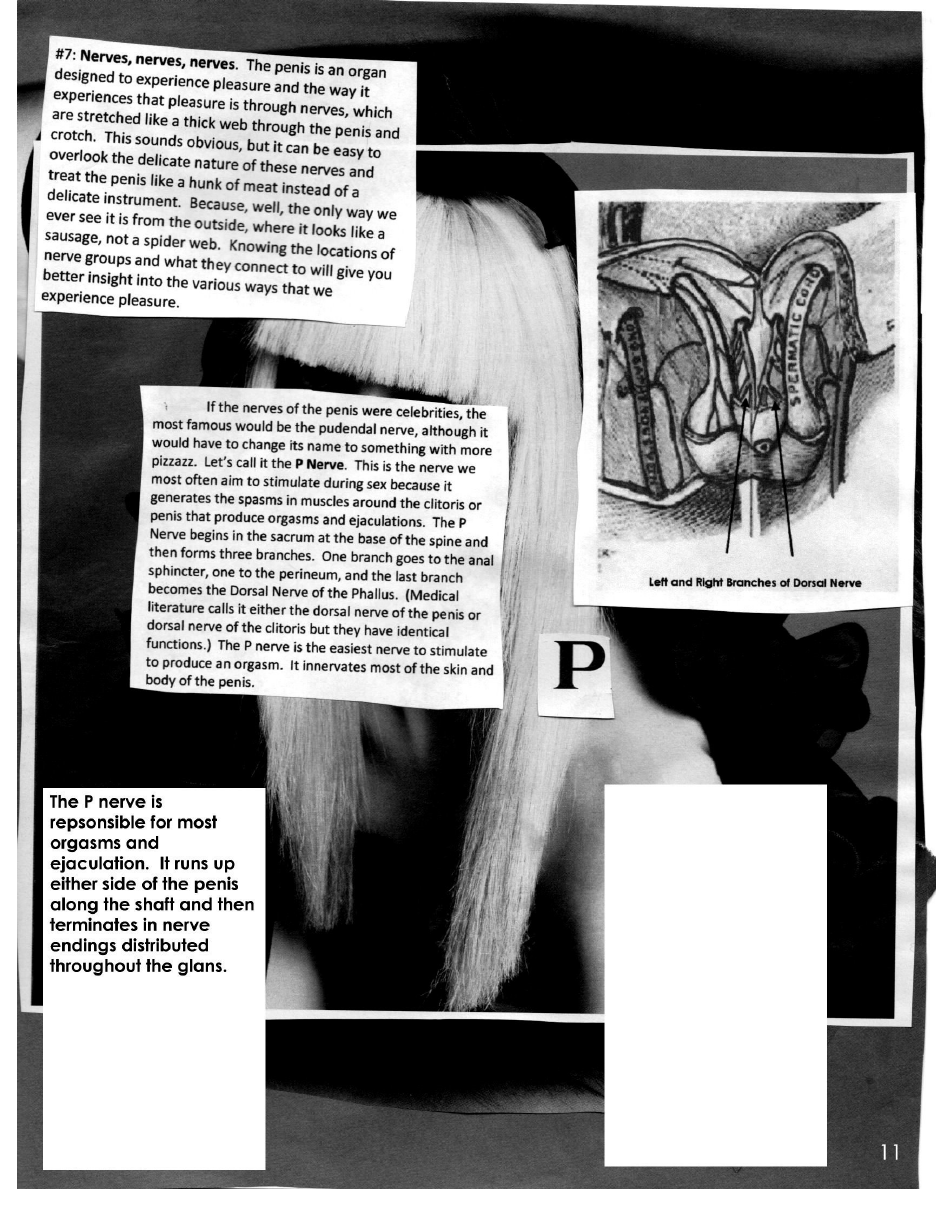 #7: Nerves, nerves, nerves. The penis is an organ
designed to experience pleasure and the way it
experiences that pleasure is through nerves, which
are stretched like a thick web through the penis and
crotch. This sounds obvious, but it can be easy to
overlook the delicate nature of these nerves and
treat the penis like a hunk of meat instead of a
delicate instrument. Because, well, the only way we
ever see it is from the outside, where it looks like a
sausage, not a spider web. Knowing the locations of
nerve groups and what they connect to will give you
better insight into the various ways that we
experience pleasure.
SPERMATIC CORD
Left and Right Branches of Dorsal Nerve
If the nerves of the penis were celebrities, the
most famous would be the pudendal nerve, although it
would have to change its name to something with more
pizzazz. Let's call it the P Nerve. This is the nerve we
most often aim to stimulate during sex because it
generates the spasms in muscles around the clitoris or
penis that produce orgasms and ejaculations. The P
Nerve begins in the sacrum at the base of the spine and
then forms three branches. One branch goes to the anal
sphincter, one to the perineum, and the last branch
becomes the Dorsal Nerve of the Phallus. (Medical
literature calls it either the dorsal nerve of the penis or
dorsal nerve of the clitoris but they have identical
functions.) The P nerve is the easiest nerve to stimulate
to produce an orgasm. It innervates most of the skin and
body of the penis.
P
The P nerve is
repsonsible for most
orgasms and
ejaculation. It runs up
either side of the penis
along the shaft and then
terminates in nerve
endings distributed
throughout the glans.
11